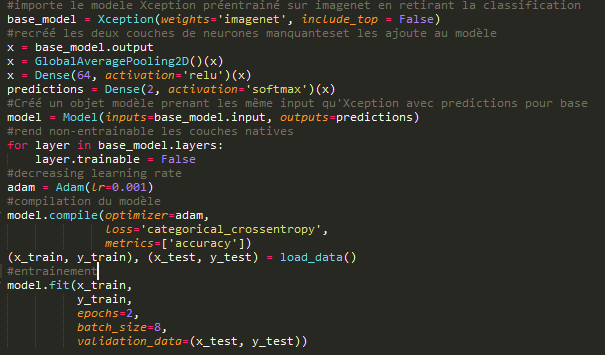 #importe le modele Xception préentrainé sur imagenet en retirant la classification
base_model = Xception(weights='imagenet', include_top = False)
#recréé les deux couches de neurones manquanteset les ajoute au modèle
x = base_model.output
x = GlobalAveragePooling2D()(x)
x = Dense(64, activation='relu')(x)
predictions = Dense(2, activation='softmax')(x)
#Créé un objet modèle prenant les même input qu'Xception avec predictions pour base
model = Model(inputs=base_model.input, outputs=predictions)
#rend non-entrainable les couches natives
for layer in base_model.layers:
    layer.trainable = False
#decreasing learning rate
adam = Adam(lr=0.001)
#compilation du modèle
model.compile(optimizer=adam,
              loss='categorical_crossentropy',
              metrics=['accuracy'])
(x_train, y_train), (x_test, y_test) = load_data()
#entrainement
model.fit(x_train,
          y_train,
          epochs=2,
          batch_size=8,
          validation_data=(x_test, y_test))